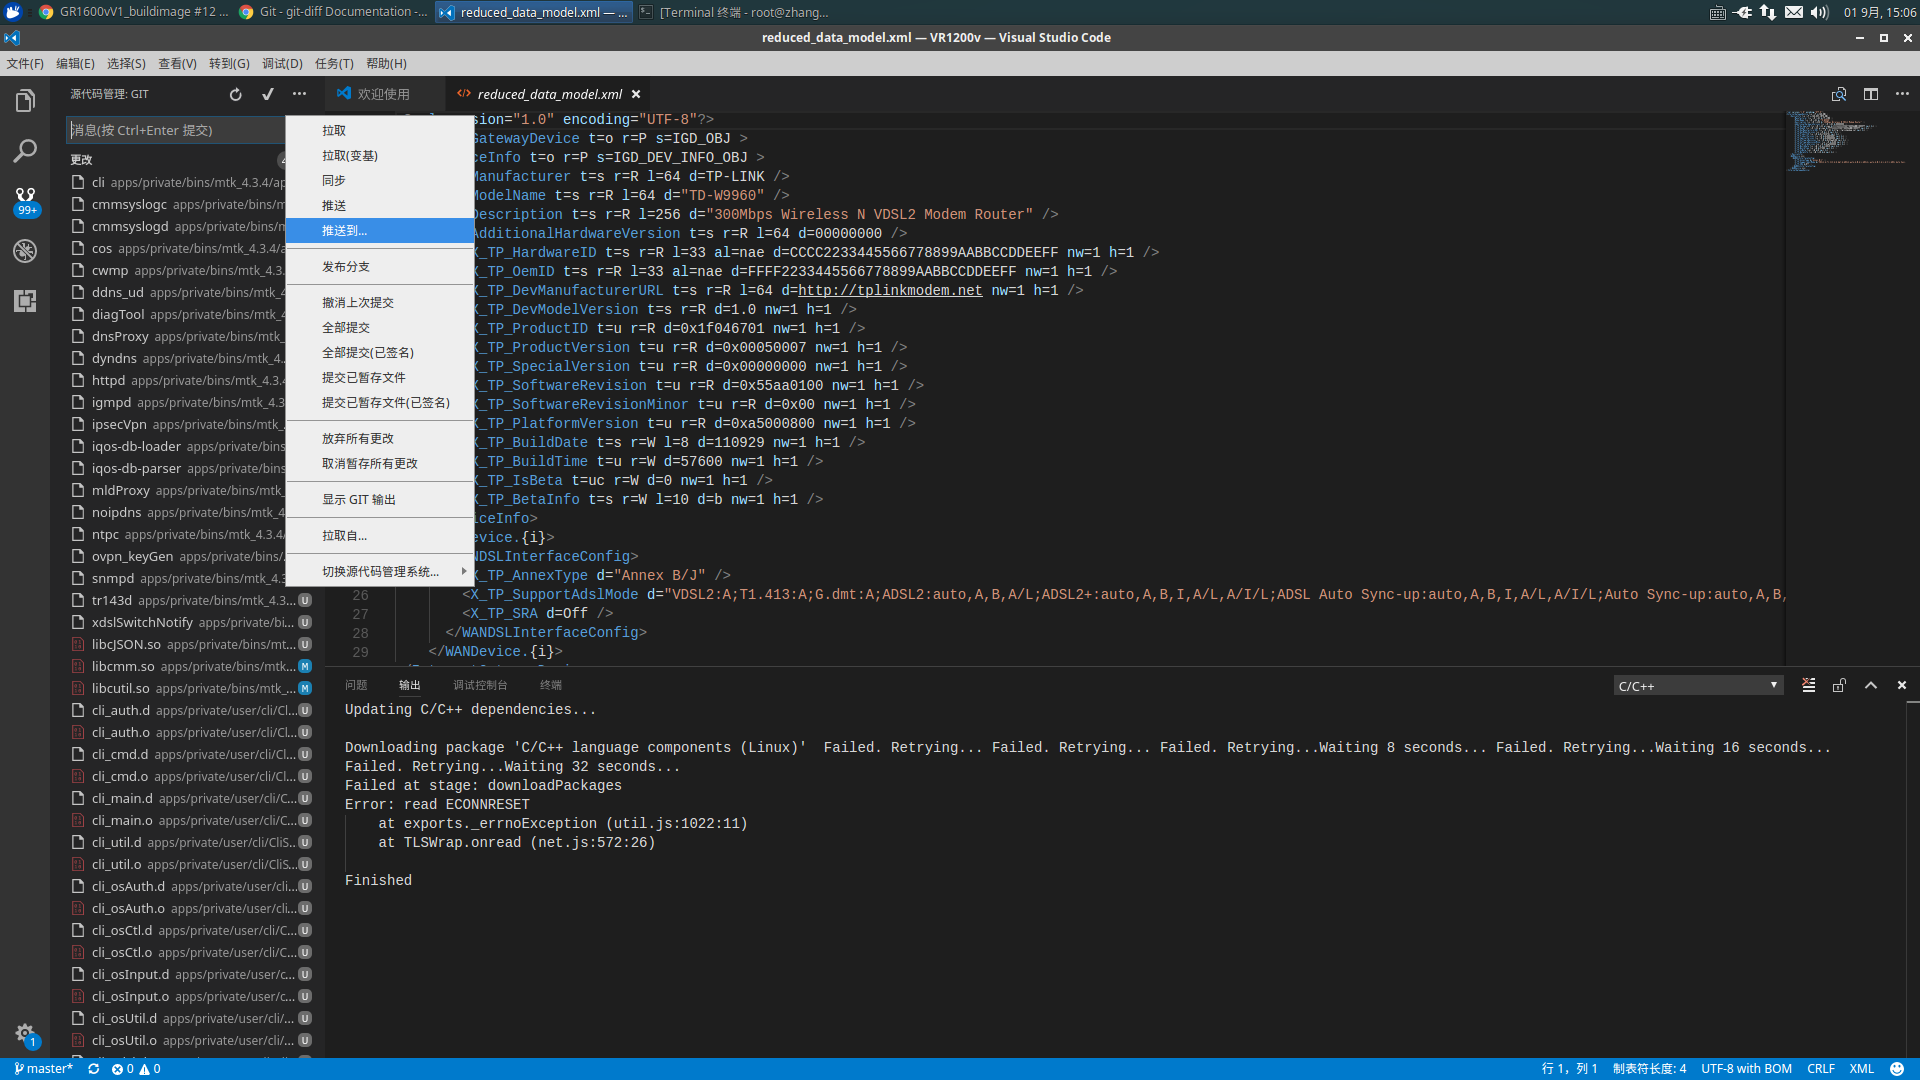 GR1600vV1_buildimage #12 ...
Git - git-diff Documentation -...
reduced_data_model.xml — ...
[Terminal 终端 - root@zhang...
01 9月, 15:06
reduced_data_model.xml — VR1200v — Visual Studio Code
文件(F) 编辑(E) 选择(S) 查看(V) 转到(G) 调试(D) 任务(T) 帮助(H)
源代码管理: GIT
欢迎使用
reduced_data_model.xml
消息(按 Ctrl+Enter 提交)
更改
99+
cli apps/private/bins/mtk_4.3.4/ap
cmmsyslogc apps/private/bins/m
cmmsyslogd apps/private/bins/m
cos apps/private/bins/mtk_4.3.4/a
cwmp apps/private/bins/mtk_4.3.
ddns_ud apps/private/bins/mtk_4
diagTool apps/private/bins/mtk_4
dnsProxy apps/private/bins/mtk_
dyndns apps/private/bins/mtk_4.
httpd apps/private/bins/mtk_4.3.4
igmpd apps/private/bins/mtk_4.3
ipsecVpn apps/private/bins/mtk_
iqos-db-loader apps/private/bins
iqos-db-parser apps/private/bins
mldProxy apps/private/bins/mtk_
noipdns apps/private/bins/mtk_4
ntpc apps/private/bins/mtk_4.3.4/
ovpn_keyGen apps/private/bins/
snmpd apps/private/bins/mtk_4.3
tr143d apps/private/bins/mtk_4.3... U
xdslSwitchNotify apps/private/bi... U
libcJSON.so apps/private/bins/mt... U
libcmm.so apps/private/bins/mtk... M
libcutil.so apps/private/bins/mtk_... M
cli_auth.d apps/private/user/cli/Cl... U
cli_auth.o apps/private/user/cli/Cl... U
cli_cmd.d apps/private/user/cli/Cl... U
cli_cmd.o apps/private/user/cli/Cl... U
cli_main.d apps/private/user/cli/C... U
cli_main.o apps/private/user/cli/C... U
cli_util.d apps/private/user/cli/CliS... U
cli_util.o apps/private/user/cli/CliS... U
cli_osAuth.d apps/private/user/cli... U
cli_osAuth.o apps/private/user/cli... U
cli_osCtl.d apps/private/user/cli/C... U
cli_osCtl.o apps/private/user/cli/C... U
cli_osInput.d apps/private/user/c... U
cli_osInput.o apps/private/user/c... U
cli_osUtil.d apps/private/user/cli/... U
cli_osUtil.o apps/private/user/cli/... U
1
拉取
拉取(变基)
同步
推送
推送到...
发布分支
撤消上次提交
全部提交
全部提交(已签名)
提交已暂存文件
提交已暂存文件(已签名)
放弃所有更改
取消暂存所有更改
显示 GIT 输出
拉取自...
切换源代码管理系统...
sion="1.0" encoding="UTF-8"?>
GatewayDevice t=o r=P s=IGD_OBJ >
ceInfo t=o r=P s=IGD_DEV_INFO_OBJ >
Manufacturer t=s r=R l=64 d=TP-LINK />
ModelName t=s r=R l=64 d="TD-W9960" />
Description t=s r=R l=256 d="300Mbps Wireless N VDSL2 Modem Router" />
AdditionalHardwareVersion t=s r=R l=64 d=00000000 />
X_TP_HardwareID t=s r=R l=33 al=nae d=CCCC2233445566778899AABBCCDDEEFF nw=1 h=1 />
X_TP_OemID t=s r=R l=33 al=nae d=FFFF2233445566778899AABBCCDDEEFF nw=1 h=1 />
X_TP_DevManufacturerURL t=s r=R l=64 d=http://tplinkmodem.net nw=1 h=1 />
X_TP_DevModelVersion t=s r=R d=1.0 nw=1 h=1 />
X_TP_ProductID t=u r=R d=0x1f046701 nw=1 h=1 />
X_TP_ProductVersion t=u r=R d=0x00050007 nw=1 h=1 />
X_TP_SpecialVersion t=u r=R d=0x00000000 nw=1 h=1 />
X_TP_SoftwareRevision t=u r=R d=0x55aa0100 nw=1 h=1 />
X_TP_SoftwareRevisionMinor t=u r=R d=0x00 nw=1 h=1 />
X_TP_PlatformVersion t=u r=R d=0xa5000800 nw=1 h=1 />
X_TP_BuildDate t=s r=W l=8 d=110929 nw=1 h=1 />
X_TP_BuildTime t=u r=W d=57600 nw=1 h=1 />
X_TP_IsBeta t=uc r=W d=0 nw=1 h=1 />
X_TP_BetaInfo t=s r=W l=10 d=b nw=1 h=1 />
iceInfo>
evice.{i}>
NDSLInterfaceConfig>
X_TP_AnnexType d="Annex B/J" />
26 <X_TP_SupportAdslMode d="VDSL2:A;T1.413:A;G.dmt:A;ADSL2:auto,A,B,A/L;ADSL2+:auto,A,B,I,A/L,A/I/L;ADSL Auto Sync-up:auto,A,B,I,A/L,A/I/L;Auto Sync-up:auto,A,B,
27 <X_TP_SRA d=Off />
28 </WANDSLInterfaceConfig>
29 </WANDevice.{i}>
问题 输出 调试控制台 终端
C/C++
Updating C/C++ dependencies...
Downloading package 'C/C++ language components (Linux)'  Failed. Retrying... Failed. Retrying... Failed. Retrying...Waiting 8 seconds... Failed. Retrying...Waiting 16 seconds...
Failed. Retrying...Waiting 32 seconds...
Failed at stage: downloadPackages
Error: read ECONNRESET
at exports._errnoException (util.js:1022:11)
at TLSWrap.onread (net.js:572:26)
Finished
master* 0 0
行 1，列 1 制表符长度: 4 UTF-8 with BOM CRLF XML